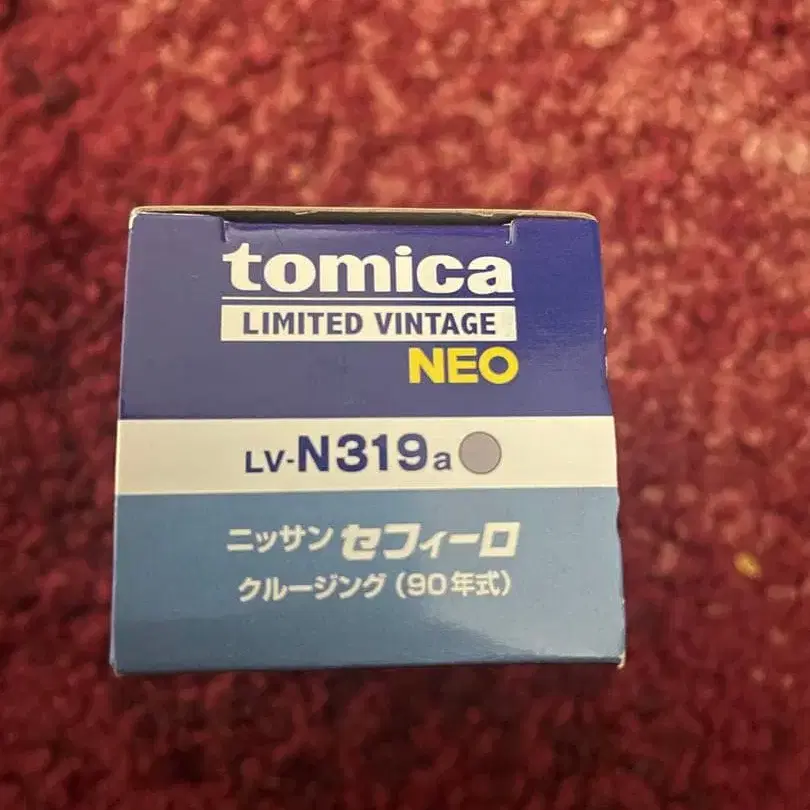 tomica
LIMITED VINTAGE
NEO
LV-N319a
ニッサン セフィーロ
クルージング（90年式）